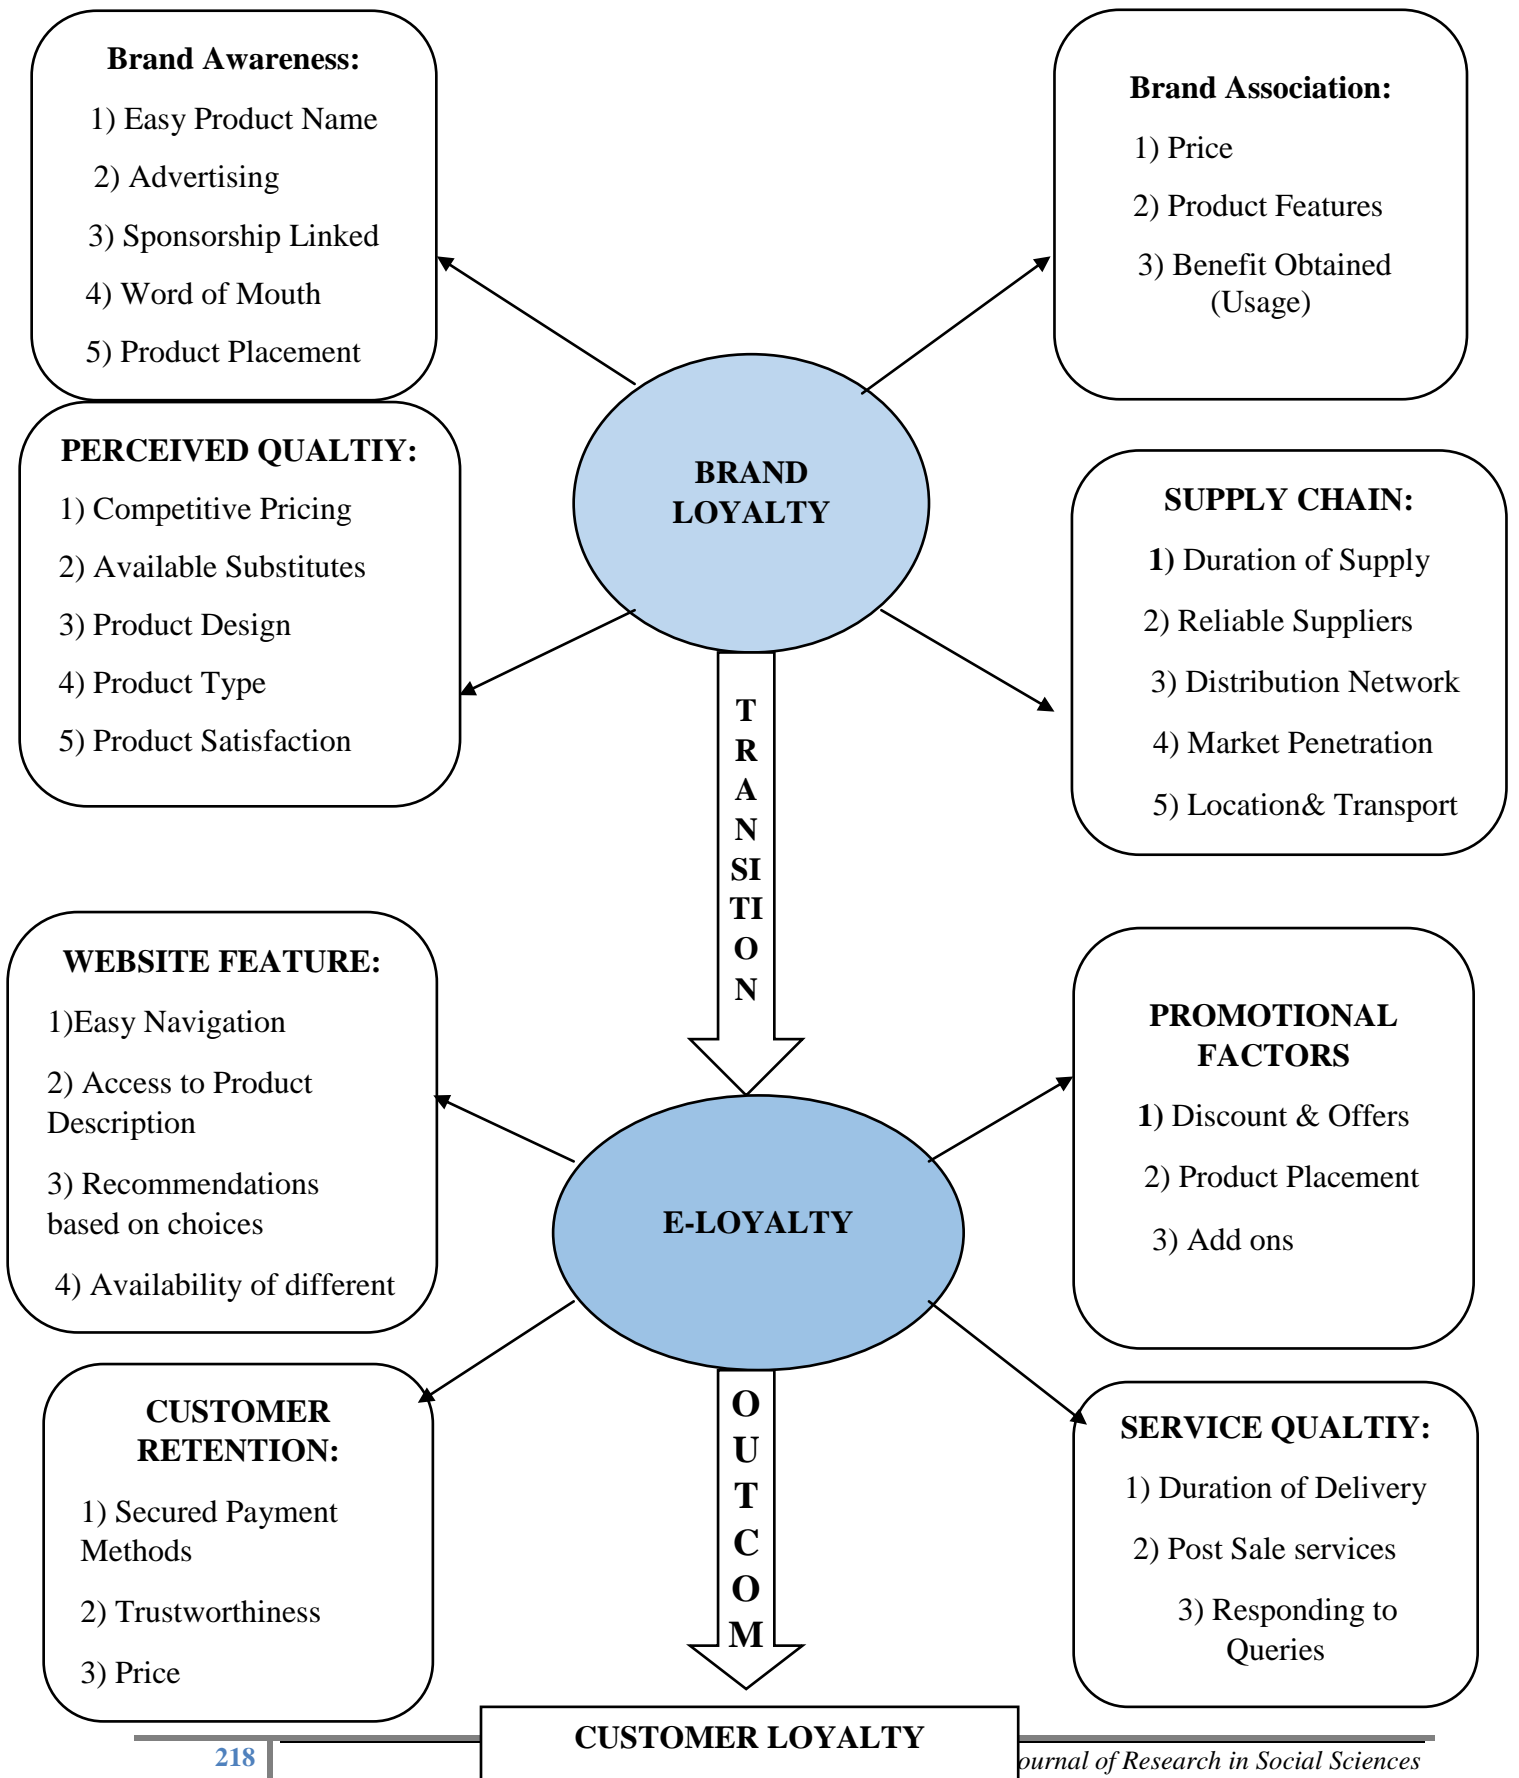 Brand Awareness:
1) Easy Product Name
2) Advertising
3) Sponsorship Linked
4) Word of Mouth
5) Product Placement
Brand Association:
1) Price
2) Product Features
3) Benefit Obtained
(Usage)
BRAND
LOYALTY
PERCEIVED QUALTIY:
1) Competitive Pricing
2) Available Substitutes
3) Product Design
4) Product Type
5) Product Satisfaction
SUPPLY CHAIN:
1) Duration of Supply
2) Reliable Suppliers
3) Distribution Network
4) Market Penetration
5) Location& Transport
T
R
A
N
SI
TI
O
N
WEBSITE FEATURE:
1)Easy Navigation
2) Access to Product
Description
3) Recommendations
based on choices
4) Availability of different
PROMOTIONAL
FACTORS
1) Discount & Offers
2) Product Placement
3) Add ons
E-LOYALTY
CUSTOMER
RETENTION:
1) Secured Payment
Methods
2) Trustworthiness
3) Price
O
U
T
C
O
M
SERVICE QUALTIY:
1) Duration of Delivery
2) Post Sale services
3) Responding to
Queries
CUSTOMER LOYALTY
218
ournal of Research in Social Sciences